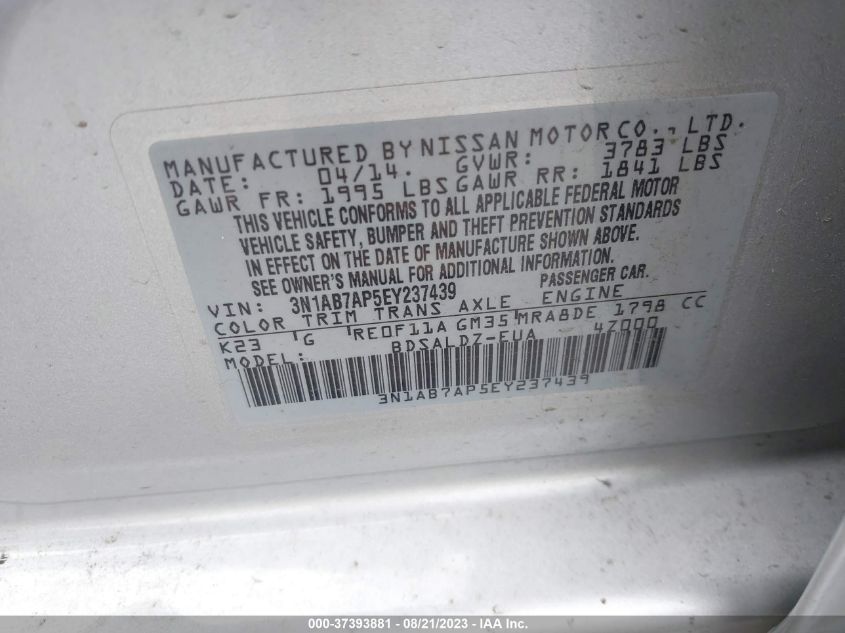 MANUFACTURED BY NISSAN MOTOR CO., LTD.
DATE: 04/14. GVWR: 3783 LBS
GAWR FR: 1995 LBS GAWR RR: 1841 LBS
THIS VEHICLE CONFORMS TO ALL APPLICABLE FEDERAL MOTOR
VEHICLE SAFETY, BUMPER AND THEFT PREVENTION STANDARDS
IN EFFECT ON THE DATE OF MANUFACTURE SHOWN ABOVE.
SEE OWNER'S MANUAL FOR ADDITIONAL INFORMATION.
VIN: 3N1AB7AP5EY237439 PASSENGER CAR.
COLOR TRIM TRANS AXLE ENGINE
K23 G RE0F11A GM35 MRA8DE 1798 CC
MODEL: BDSALDZ-EUA 4Z000
3N1AB7AP5EY237439
000-37393881 - 08/21/2023 - IAA Inc.